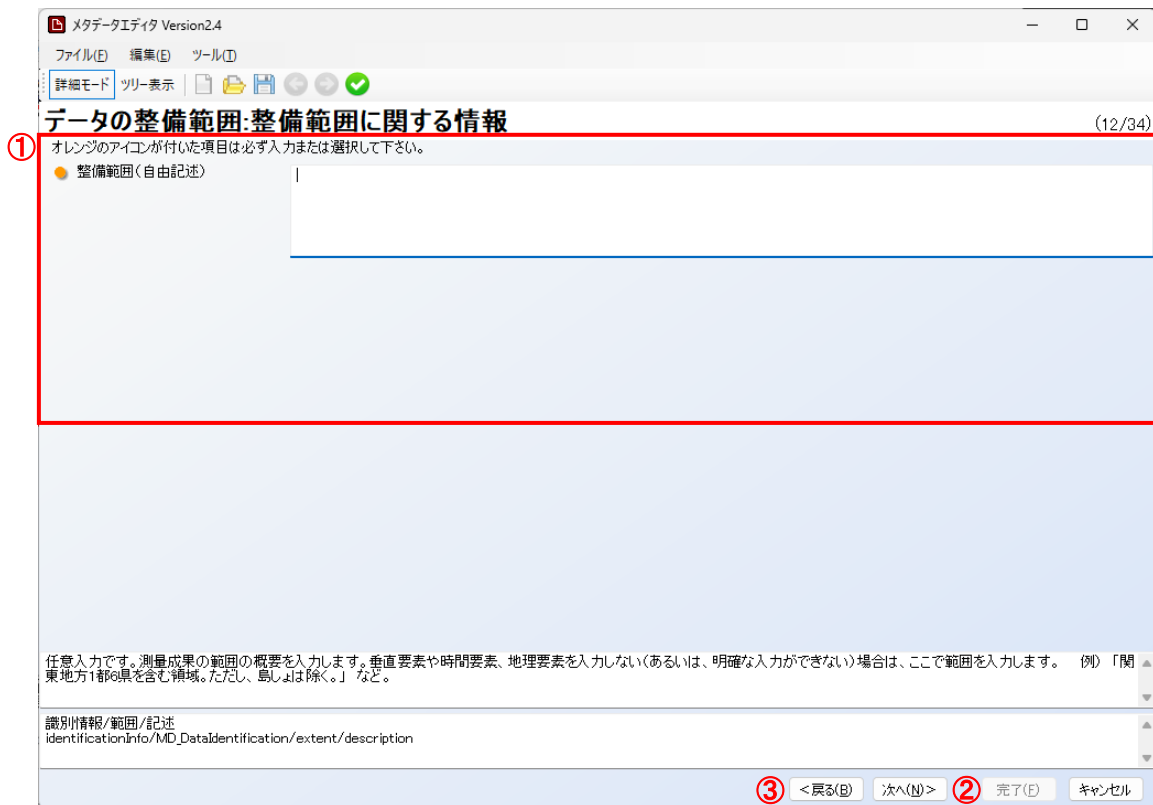 メタデータエディタ Version2.4
ファイル(F) 編集(E) ツール(T)
詳細モード ツリー表示
データの整備範囲:整備範囲に関する情報 (12/34)
① オレンジのアイコンが付いた項目は必ず入力または選択して下さい。
整備範囲(自由記述)
任意入力です。測量成果の範囲の概要を入力します。垂直要素や時間要素、地理要素を入力しない(あるいは、明確な入力ができない)場合は、ここで範囲を入力します。 例)「関
東地方1都6県を含む領域。ただし、島しょは除く。」など。
識別情報/範囲/記述
identificationInfo/MD_DataIdentification/extent/description
③ <戻る(B) 次へ(N)> ② 完了(F) キャンセル